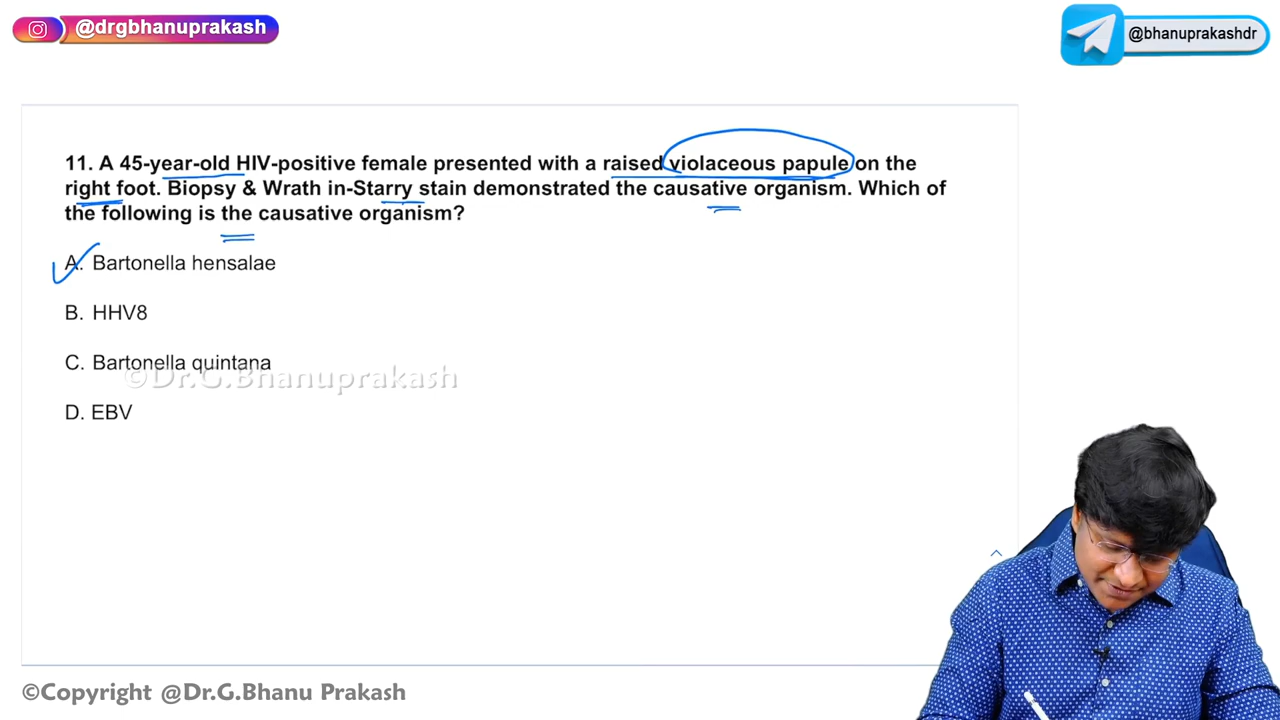 @drgbhanuprakash
@bhanuprakashdr
11. A 45-year-old HIV-positive female presented with a raised violaceous papule on the
right foot. Biopsy & Wrath in-Starry stain demonstrated the causative organism. Which of
the following is the causative organism?
A. Bartonella hensalae
B. HHV8
C. Bartonella quintana
©Dr.G.Bhanuprakash
D. EBV
©Copyright @Dr.G.Bhanu Prakash